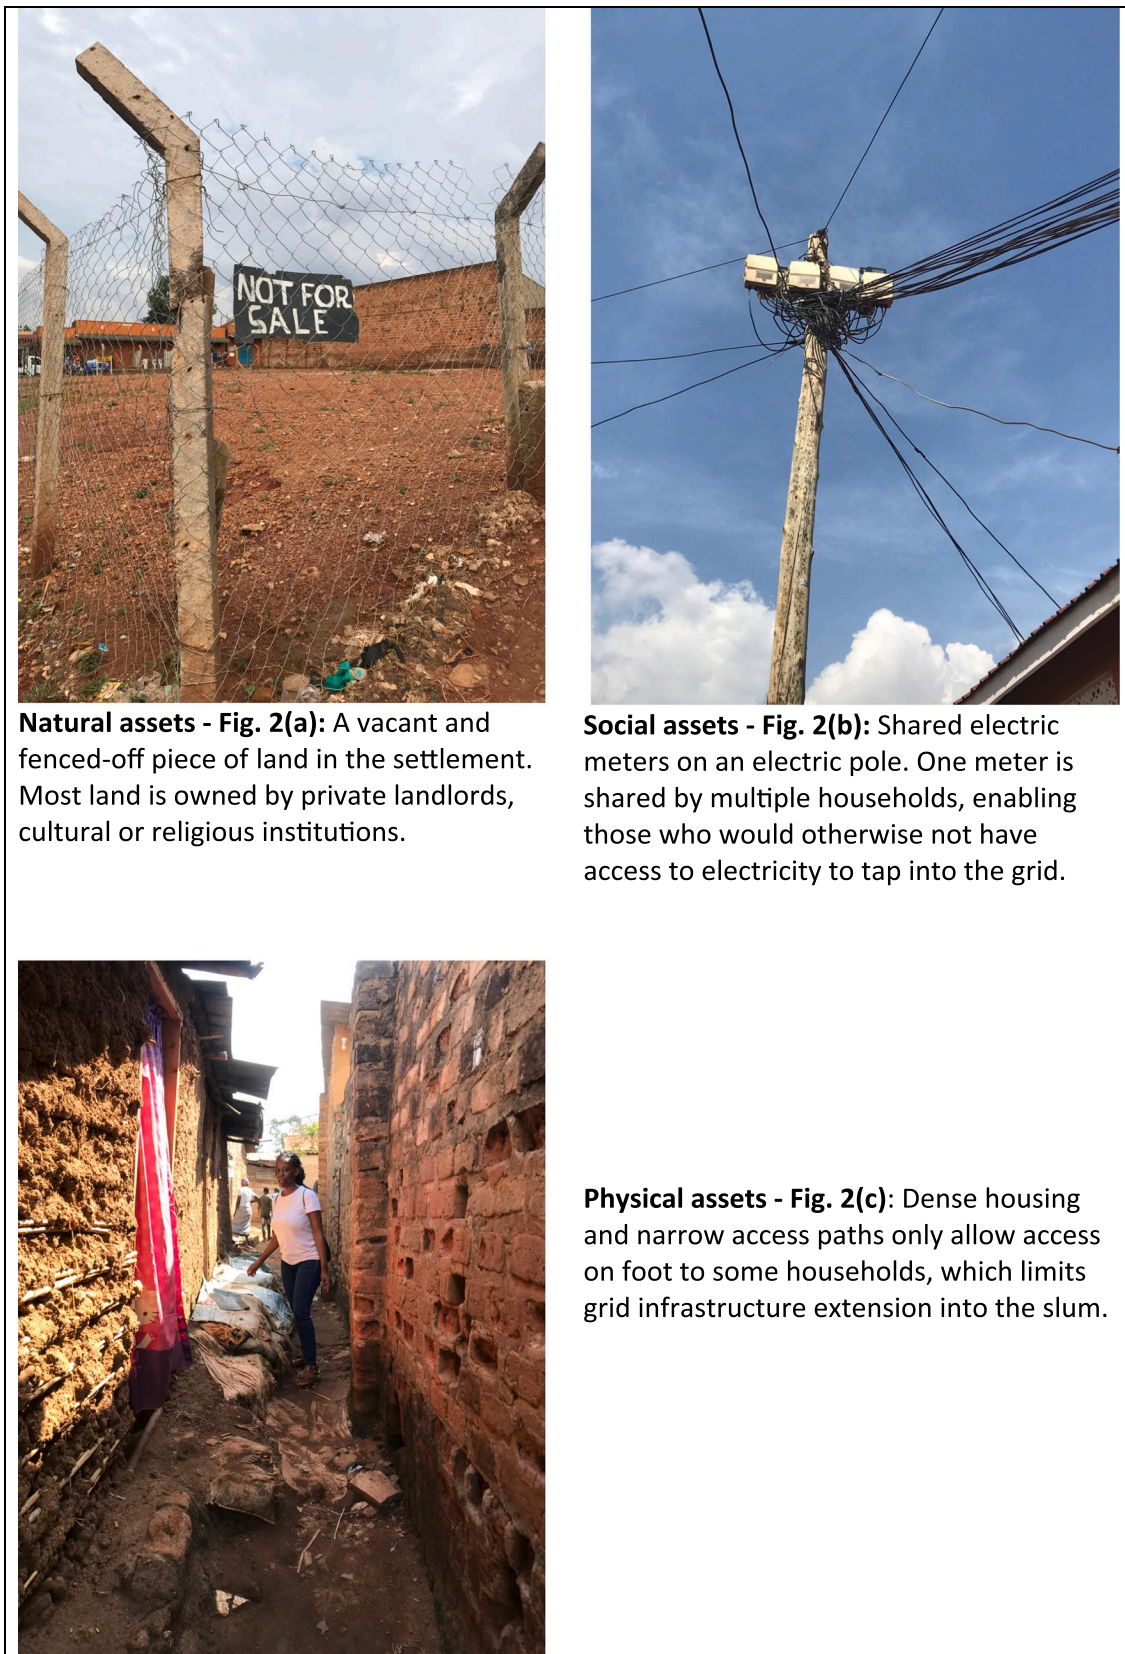 NOT FOR
SALE
Natural assets - Fig. 2(a): A vacant and
fenced-off piece of land in the settlement.
Most land is owned by private landlords,
cultural or religious institutions.
Social assets - Fig. 2(b): Shared electric
meters on an electric pole. One meter is
shared by multiple households, enabling
those who would otherwise not have
access to electricity to tap into the grid.
Physical assets - Fig. 2(c): Dense housing
and narrow access paths only allow access
on foot to some households, which limits
grid infrastructure extension into the slum.